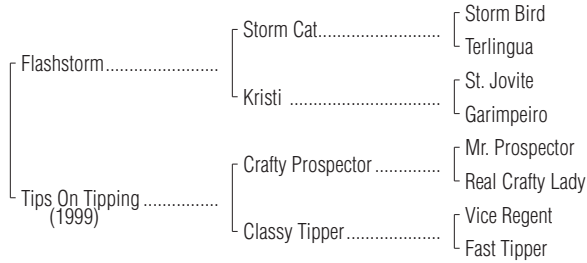 Storm Bird
Storm Cat..................................
Terlingua
Flashstorm................................
St. Jovite
Kristi ..........................................
Garimpeiro
Mr. Prospector
Crafty Prospector ...................
Real Crafty Lady
Tips On Tipping .....................
(1999)
Vice Regent
Classy Tipper..........................
Fast Tipper